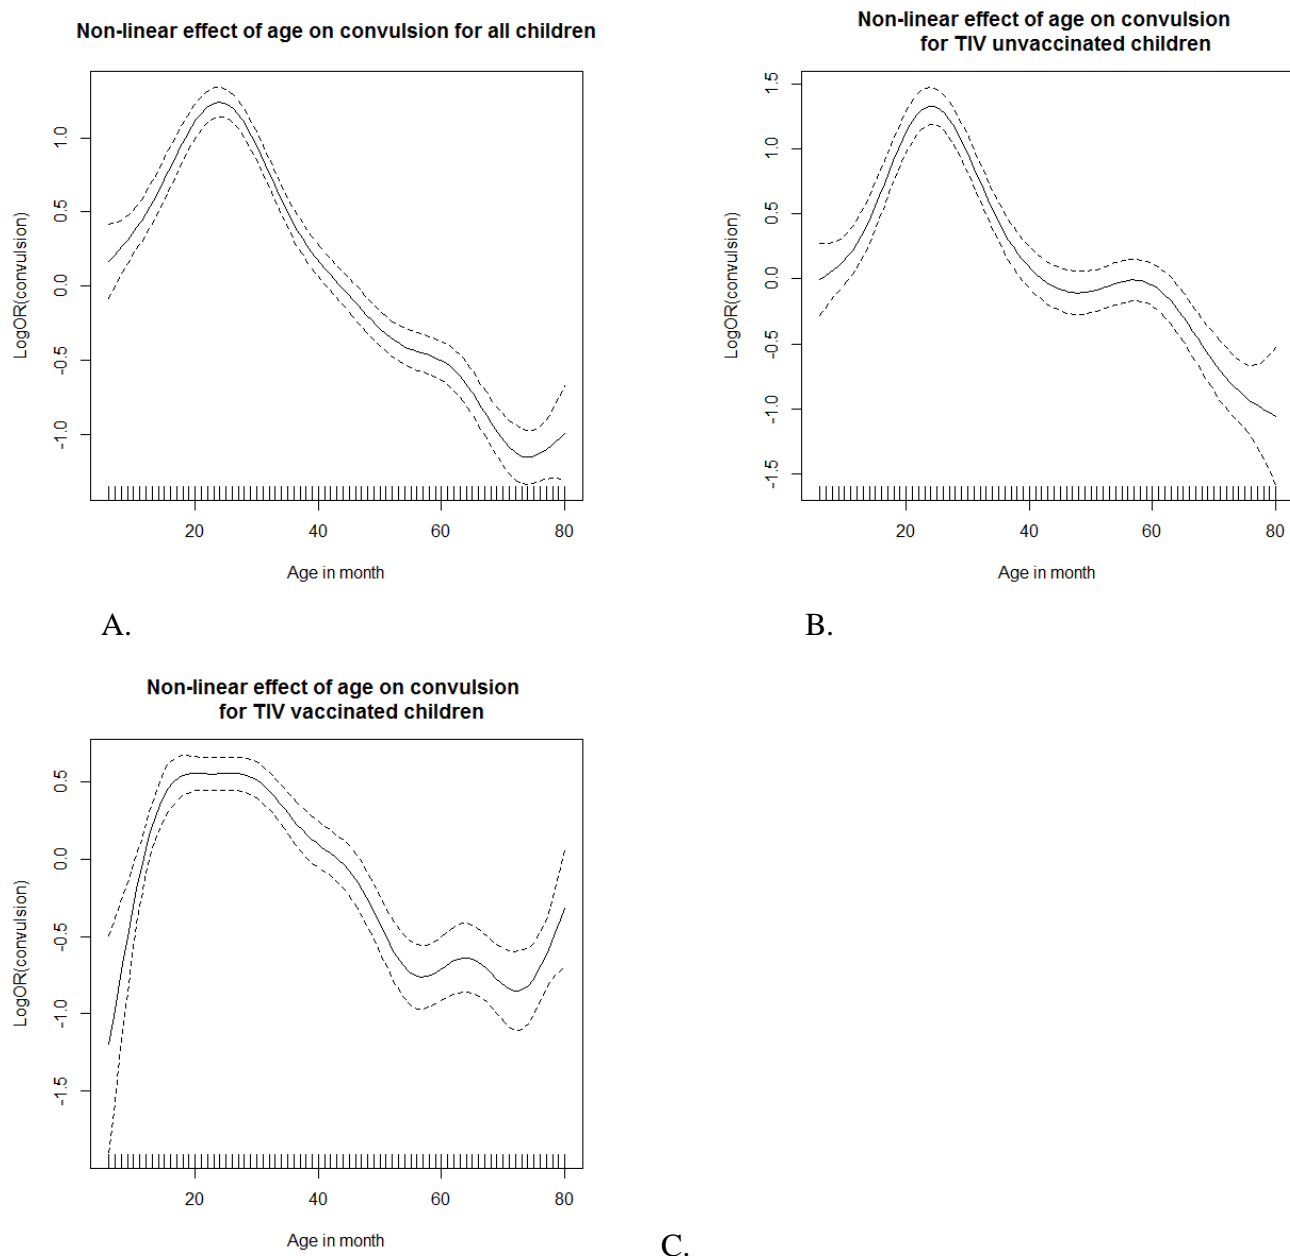 Non-linear effect of age on convulsion for all children
LogOR(convulsion)
1.0
0.5
0.0
-0.5
-1.0
20
40
60
80
Age in month
A.
Non-linear effect of age on convulsion
for TIV unvaccinated children
LogOR(convulsion)
1.5
1.0
0.5
0.0
-0.5
-1.0
-1.5
20
40
60
80
Age in month
B.
Non-linear effect of age on convulsion
for TIV vaccinated children
LogOR(convulsion)
0.5
0.0
-0.5
-1.0
-1.5
20
40
60
80
Age in month
C.